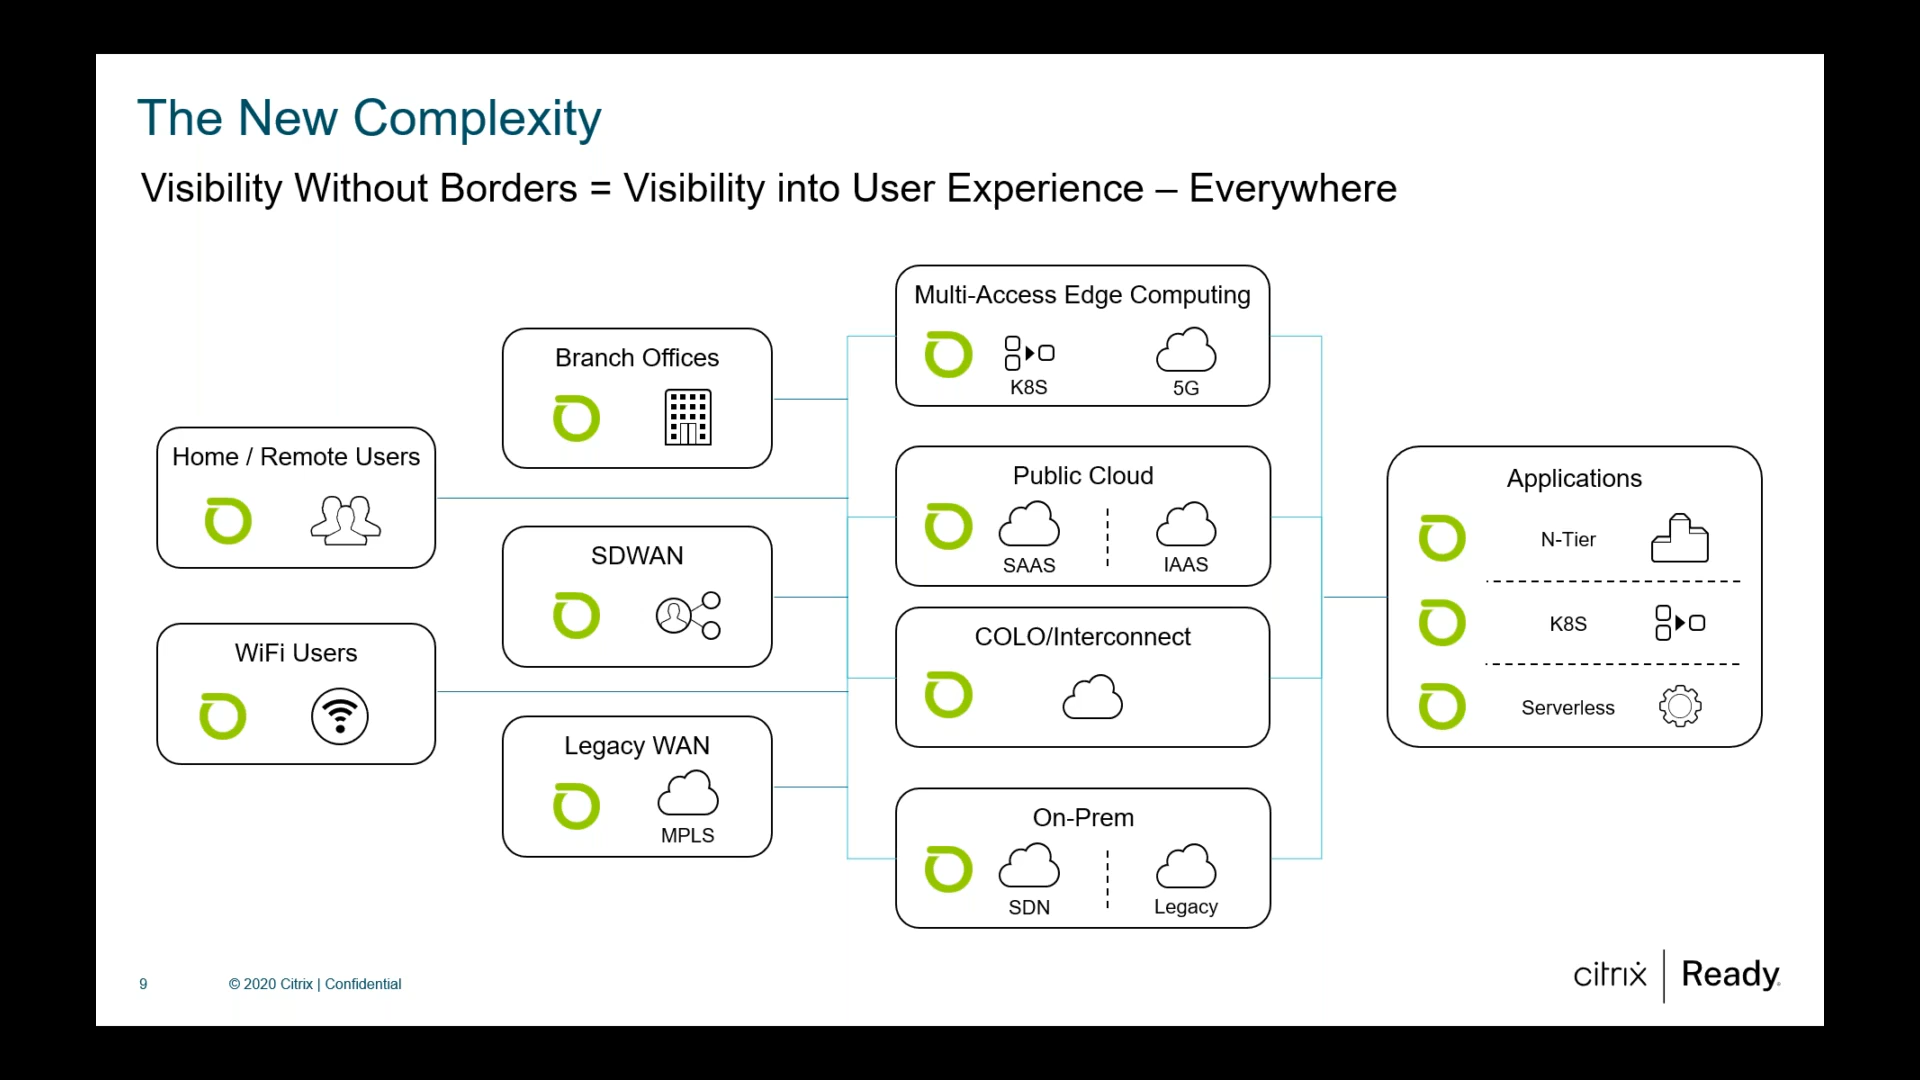 The New Complexity
Visibility Without Borders = Visibility into User Experience – Everywhere
Home / Remote Users
WiFi Users
Branch Offices
SDWAN
Legacy WAN
MPLS
Multi-Access Edge Computing
K8S
5G
Public Cloud
SAAS
IAAS
COLO/Interconnect
On-Prem
SDN
Legacy
Applications
N-Tier
K8S
Serverless
9
© 2020 Citrix | Confidential
citrix | Ready